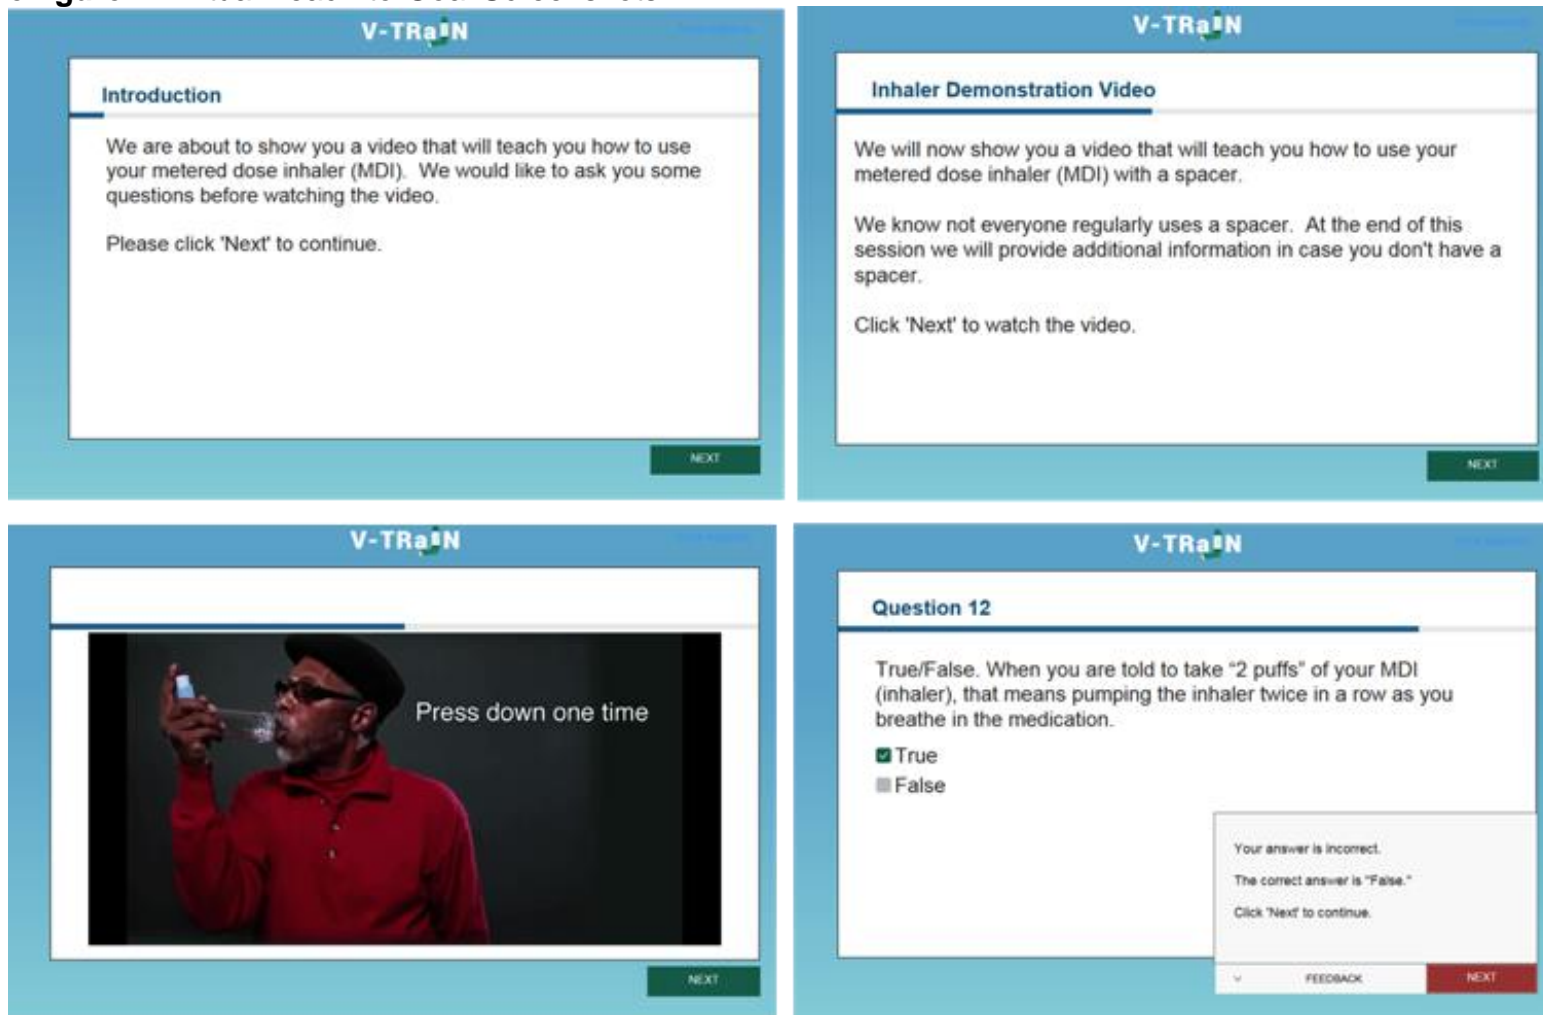 V-TRaiN
Introduction
We are about to show you a video that will teach you how to use
your metered dose inhaler (MDI). We would like to ask you some
questions before watching the video.
Please click 'Next' to continue.
NEXT
V-TRaiN
Inhaler Demonstration Video
We will now show you a video that will teach you how to use your
metered dose inhaler (MDI) with a spacer.
We know not everyone regularly uses a spacer. At the end of this
session we will provide additional information in case you don't have a
spacer.
Click 'Next' to watch the video.
NEXT
V-TRaiN
Press down one time
NEXT
V-TRaiN
Question 12
True/False. When you are told to take “2 puffs” of your MDI
(inhaler), that means pumping the inhaler twice in a row as you
breathe in the medication.
True
False
Your answer is incorrect.
The correct answer is "False."
Click 'Next' to continue.
FEEDBACK
NEXT